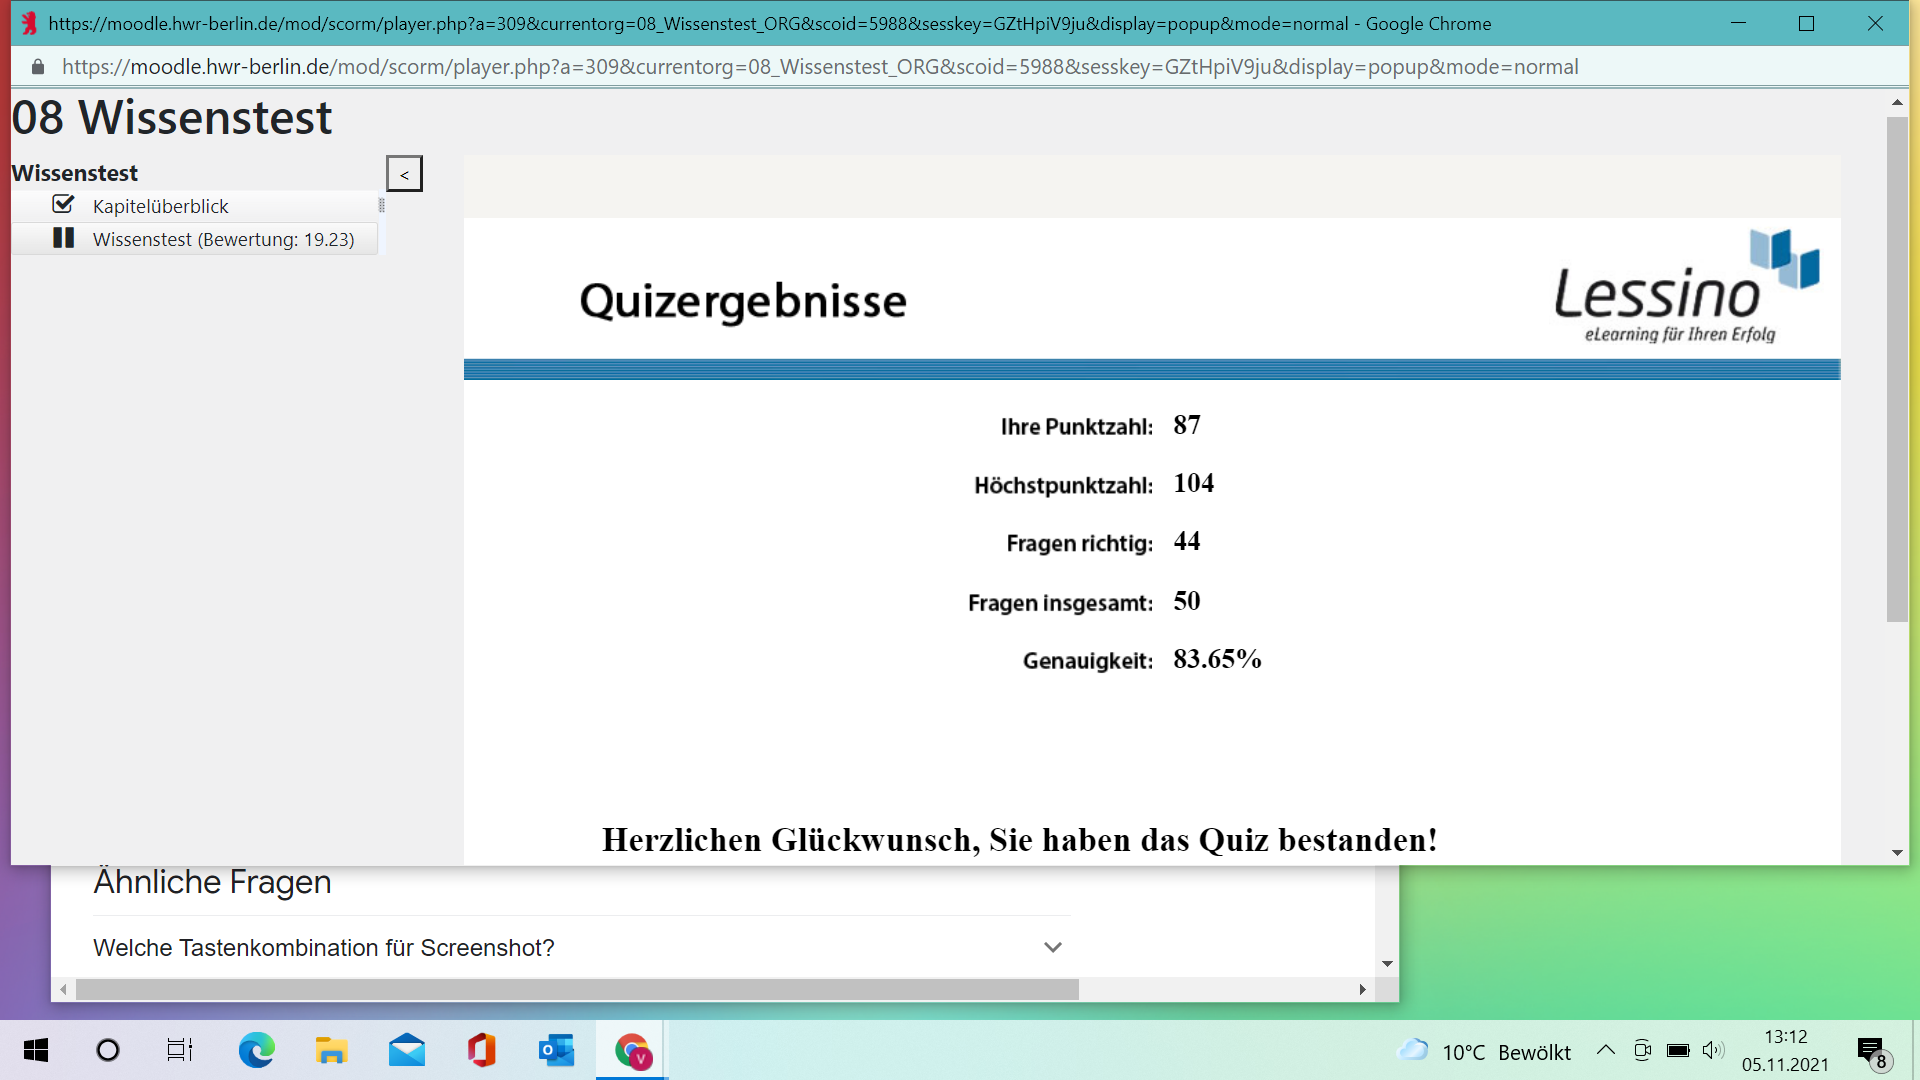 https://moodle.hwr-berlin.de/mod/scorm/player.php?a=309&currentorg=08_Wissenstest_ORG&scoid=5988&sesskey=GZtHpiV9ju&display=popup&mode=normal - Google Chrome
https://moodle.hwr-berlin.de/mod/scorm/player.php?a=309&currentorg=08_Wissenstest_ORG&scoid=5988&sesskey=GZtHpiV9ju&display=popup&mode=normal
08 Wissenstest
Wissenstest
<
Kapitelüberblick
Wissenstest (Bewertung: 19.23)
Quizergebnisse
Lessino
eLearning für Ihren Erfolg
Ihre Punktzahl: 87
Höchstpunktzahl: 104
Fragen richtig: 44
Fragen insgesamt: 50
Genauigkeit: 83.65%
Herzlichen Glückwunsch, Sie haben das Quiz bestanden!
Ähnliche Fragen
Welche Tastenkombination für Screenshot?
V
10°C Bewölkt
13:12
05.11.2021
8